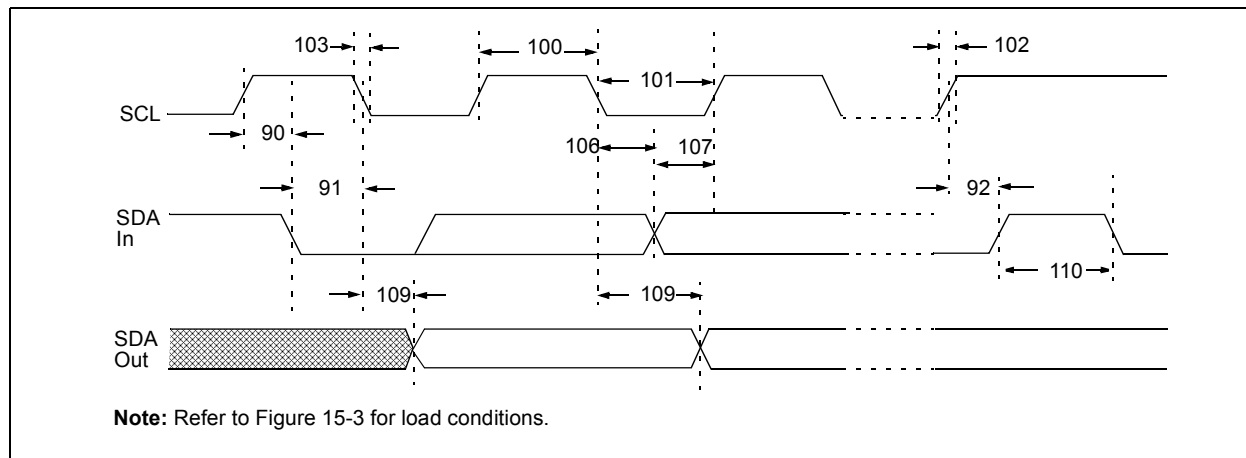 103
100
102
101
SCL
90
106
107
91
92
SDA
In
110
109
109
SDA
Out
Note: Refer to Figure 15-3 for load conditions.